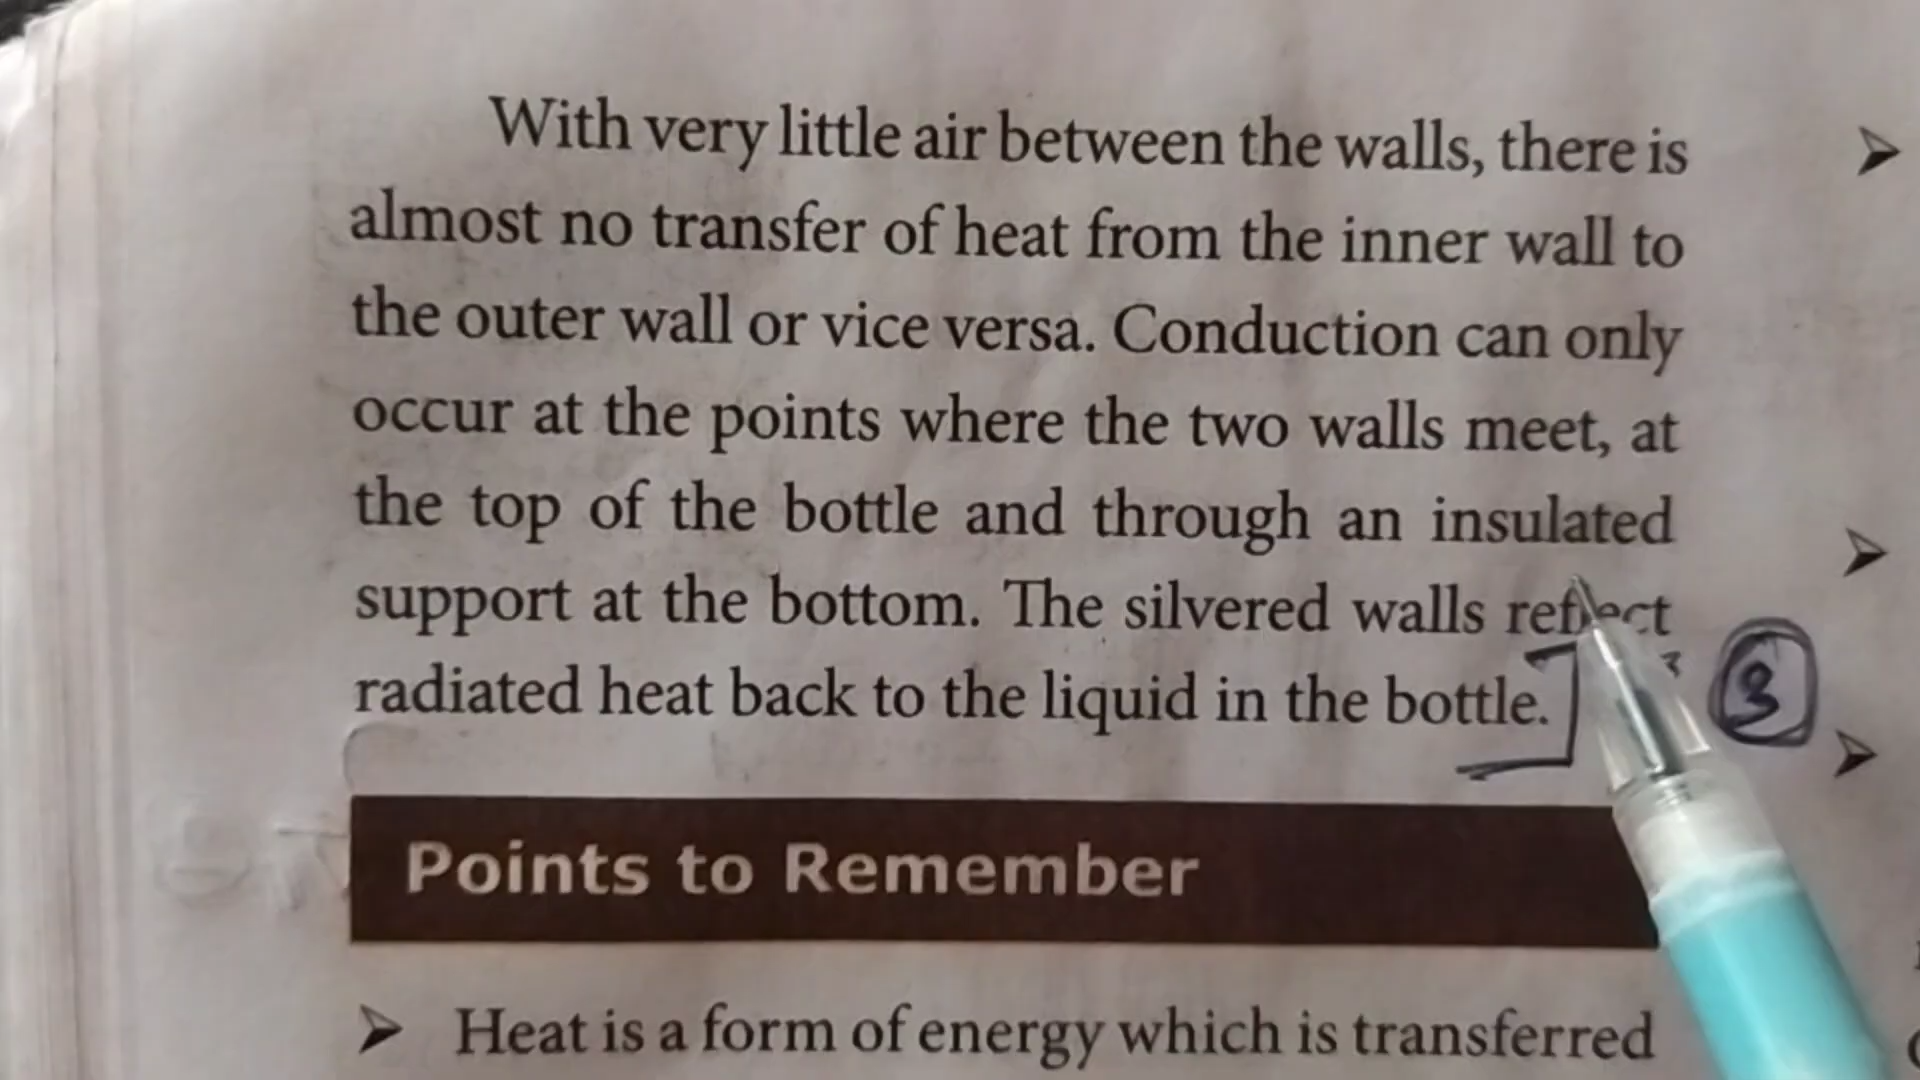 With very little air between the walls, there is
almost no transfer of heat from the inner wall to
the outer wall or vice versa. Conduction can only
occur at the points where the two walls meet, at
the top of the bottle and through an insulated
support at the bottom. The silvered walls reflect
radiated heat back to the liquid in the bottle.
3
Points to Remember
➤ Heat is a form of energy which is transferred